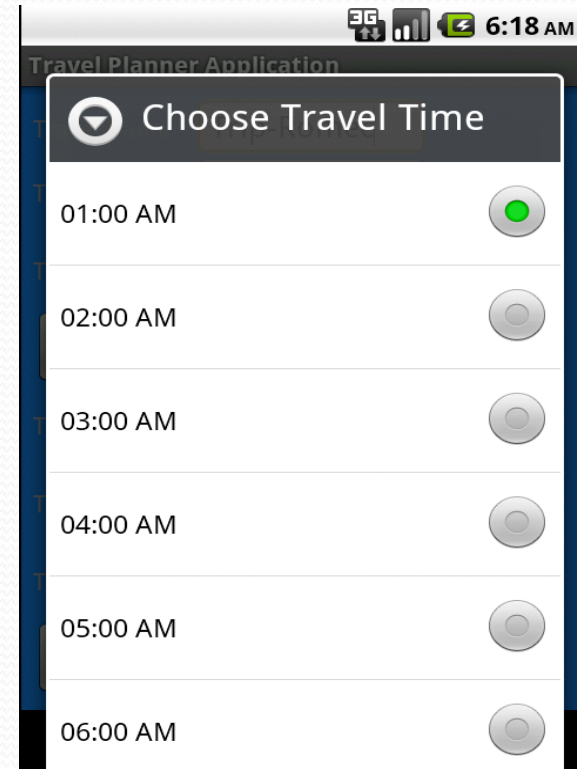 3G 6:18 AM
Travel Planner Application
Choose Travel Time
01:00 AM
02:00 AM
03:00 AM
04:00 AM
05:00 AM
06:00 AM